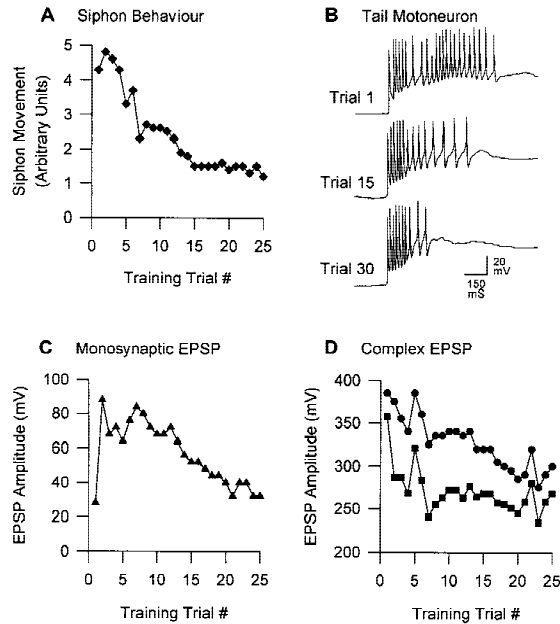 A Siphon Behaviour
Siphon Movement
(Arbitrary Units)
5
4
3
2
1
0
0 5 10 15 20 25
Training Trial #
B Tail Motoneuron
Trial 1
Trial 15
Trial 30
20
mV
150
mS
C Monosynaptic EPSP
EPSP Amplitude (mV)
100
80
60
40
20
0
0 5 10 15 20 25
Training Trial #
D Complex EPSP
EPSP Amplitude (mV)
400
350
300
250
200
0 5 10 15 20 25
Training Trial #